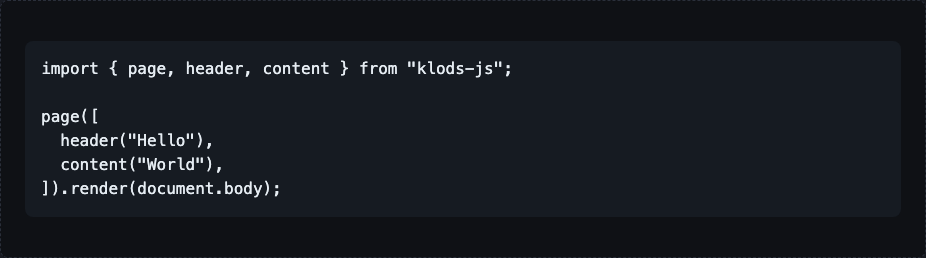 import { page, header, content } from "klods-js";

page([
  header("Hello"),
  content("World"),
]).render(document.body);